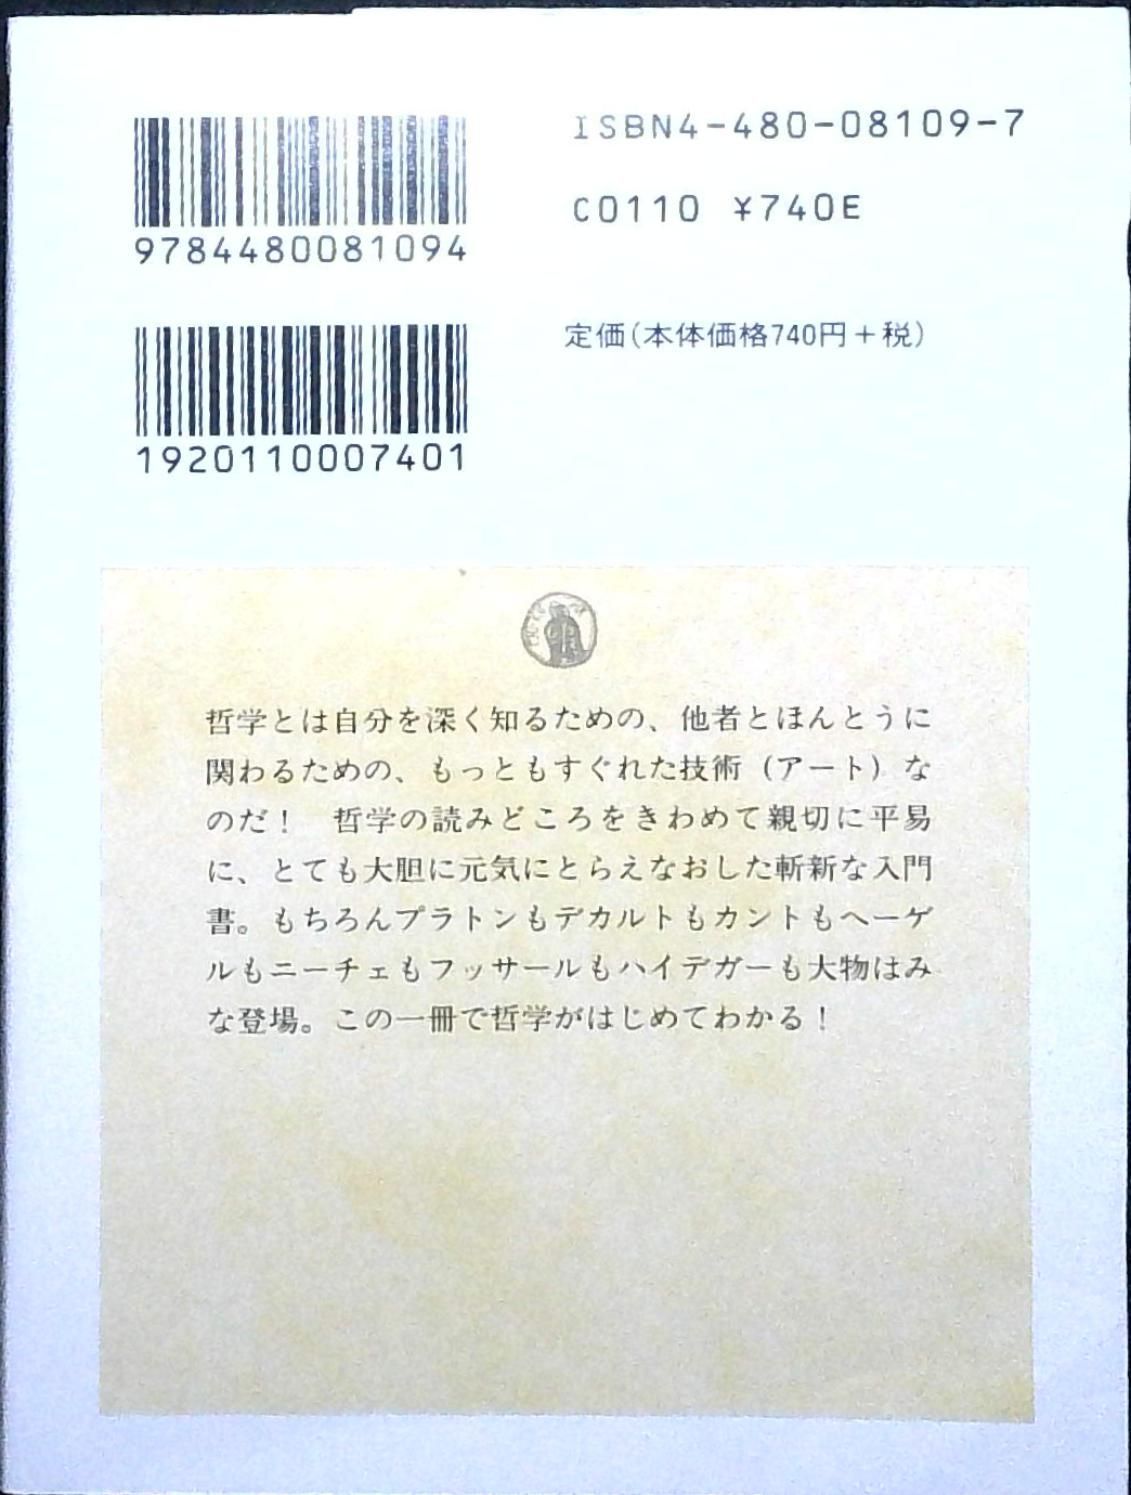 ISBN4-480-08109-7
C0110 ¥740E
9784480081094
定価(本体価格740円+税)
1920110007401
哲学とは自分を深く知るための、他者とほんとうに
関わるための、もっともすぐれた技術（アート）な
のだ！　哲学の読みどころをきわめて親切に平易
に、とても大胆に元気にとらえなおした斬新な入門
書。もちろんプラトンもデカルトもカントもヘーゲ
ルもニーチェもフッサールもハイデガーも大物はみ
な登場。この一冊で哲学がはじめてわかる！